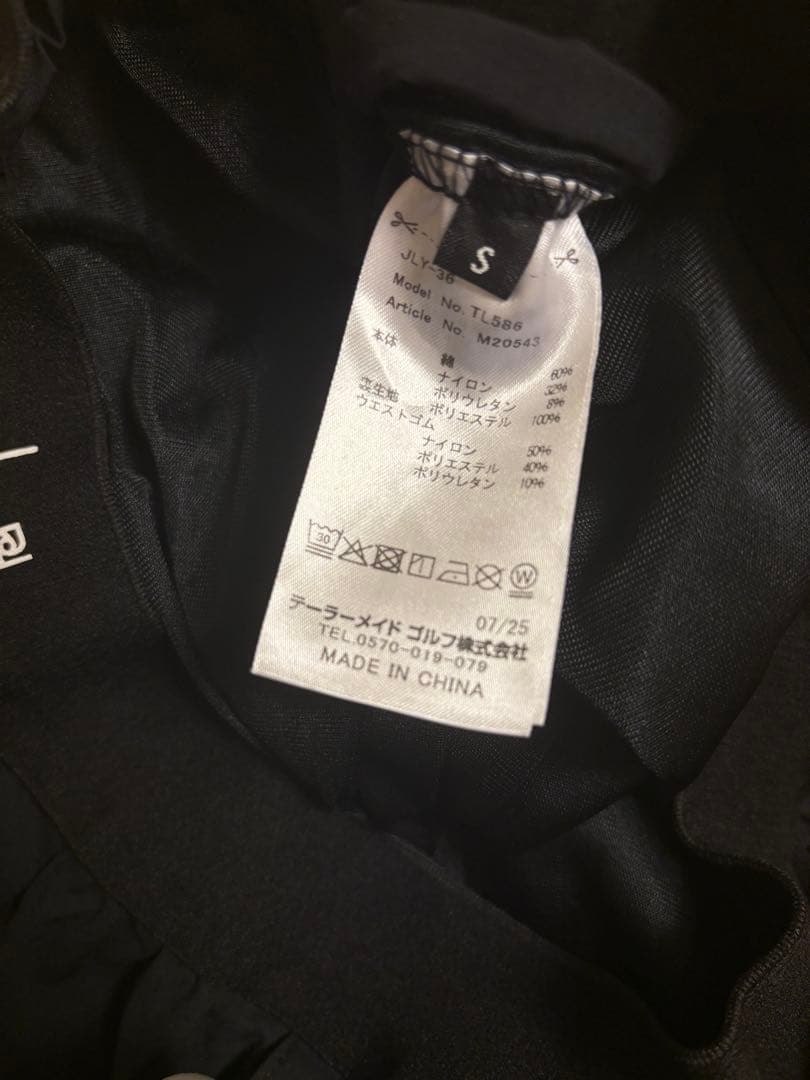 S
JLY-36
Model No. TL586
Article No. M20543
本体 綿 60%
ナイロン 32%
ポリウレタン 8%
変生地 ポリエステル 100%
ウエストゴム
ナイロン 50%
ポリエステル 40%
ポリウレタン 10%
30
W
07/25
テーラーメイド ゴルフ株式会社
TEL.0570-019-079
MADE IN CHINA